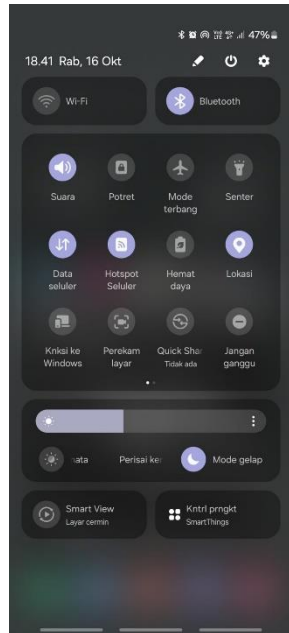 47%
18.41 Rab, 16 Okt
Wi-Fi
Bluetooth
Suara
Potret
Mode
terbang
Senter
Data
seluler
Hotspot
Seluler
Hemat
daya
Lokasi
Knksi ke
Windows
Perekam
layar
Quick Shar
Tidak ada
Jangan
ganggu
nata
Perisai ke
Mode gelap
Smart View
Layar cermin
Kntrl prngkt
SmartThings